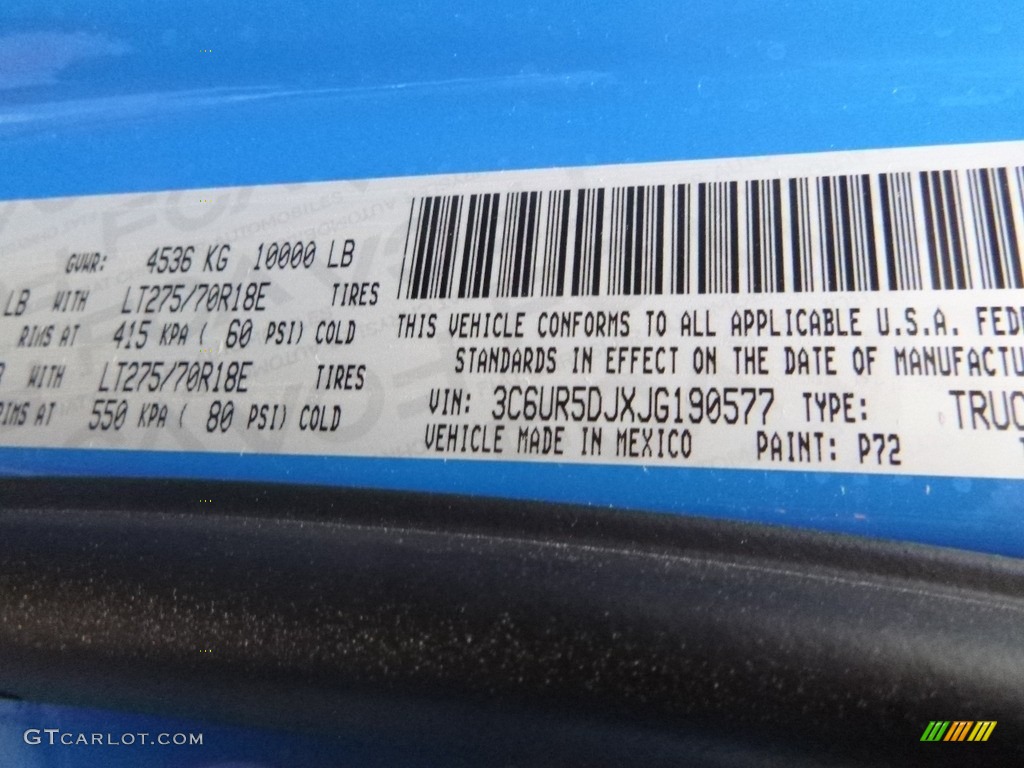 GVWR: 4536 KG 10000 LB
LB WITH LT275/70R18E TIRES
RIMS AT 415 KPA ( 60 PSI) COLD
WITH LT275/70R18E TIRES
RIMS AT 550 KPA ( 80 PSI) COLD
THIS VEHICLE CONFORMS TO ALL APPLICABLE U.S.A. FEDE
STANDARDS IN EFFECT ON THE DATE OF MANUFACTU
VIN: 3C6UR5DJXJG190577 TYPE: TRUC
VEHICLE MADE IN MEXICO PAINT: P72
GTCARLOT.COM